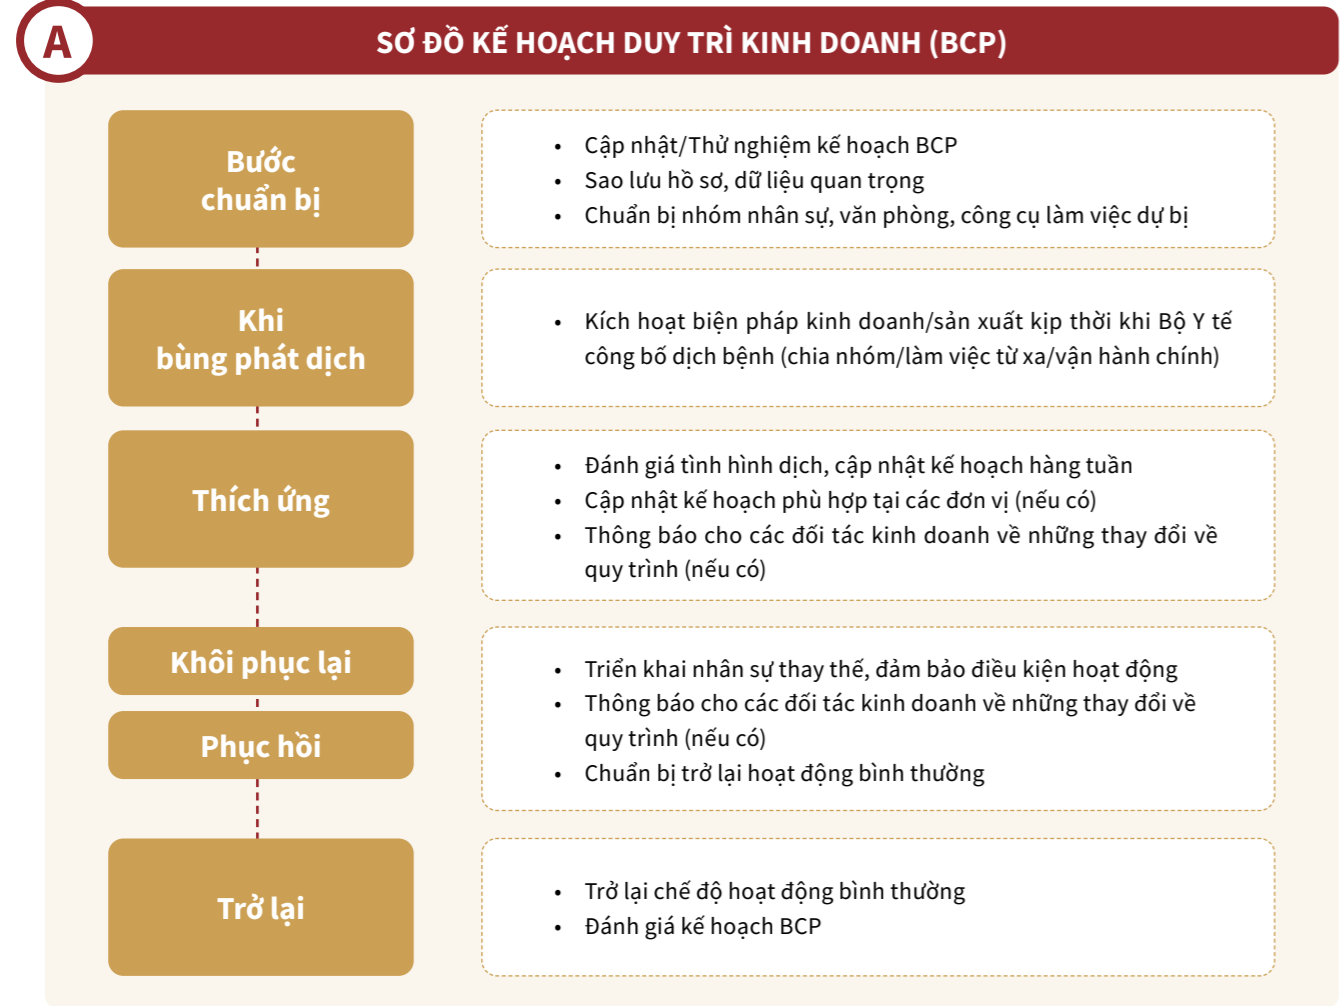 A
SƠ ĐỒ KẾ HOẠCH DUY TRÌ KINH DOANH (BCP)
Bước
chuẩn bị
• Cập nhật/Thử nghiệm kế hoạch BCP
• Sao lưu hồ sơ, dữ liệu quan trọng
• Chuẩn bị nhóm nhân sự, văn phòng, công cụ làm việc dự bị
Khi
bùng phát dịch
• Kích hoạt biện pháp kinh doanh/sản xuất kịp thời khi Bộ Y tế
công bố dịch bệnh (chia nhóm/làm việc từ xa/vận hành chính)
Thích ứng
• Đánh giá tình hình dịch, cập nhật kế hoạch hàng tuần
• Cập nhật kế hoạch phù hợp tại các đơn vị (nếu có)
• Thông báo cho các đối tác kinh doanh về những thay đổi về
quy trình (nếu có)
Khôi phục lại
Phục hồi
• Triển khai nhân sự thay thế, đảm bảo điều kiện hoạt động
• Thông báo cho các đối tác kinh doanh về những thay đổi về
quy trình (nếu có)
• Chuẩn bị trở lại hoạt động bình thường
Trở lại
• Trở lại chế độ hoạt động bình thường
• Đánh giá kế hoạch BCP